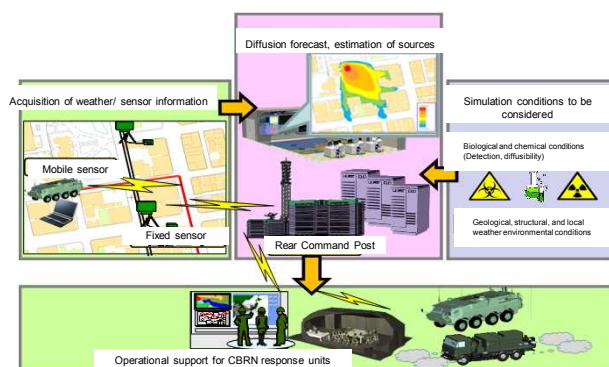 Diffusion forecast, estimation of sources
Acquisition of weather/ sensor information
Mobile sensor
Fixed sensor
Rear Command Post
Simulation conditions to be
considered
Biological and chemical conditions
(Detection, diffusibility)
Geological, structural, and local
weather environmental conditions
Operational support for CBRN response units